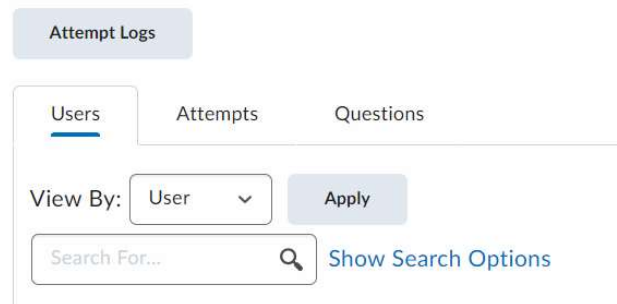 Attempt Logs
Users Attempts Questions
View By: User Apply
Search For... Show Search Options